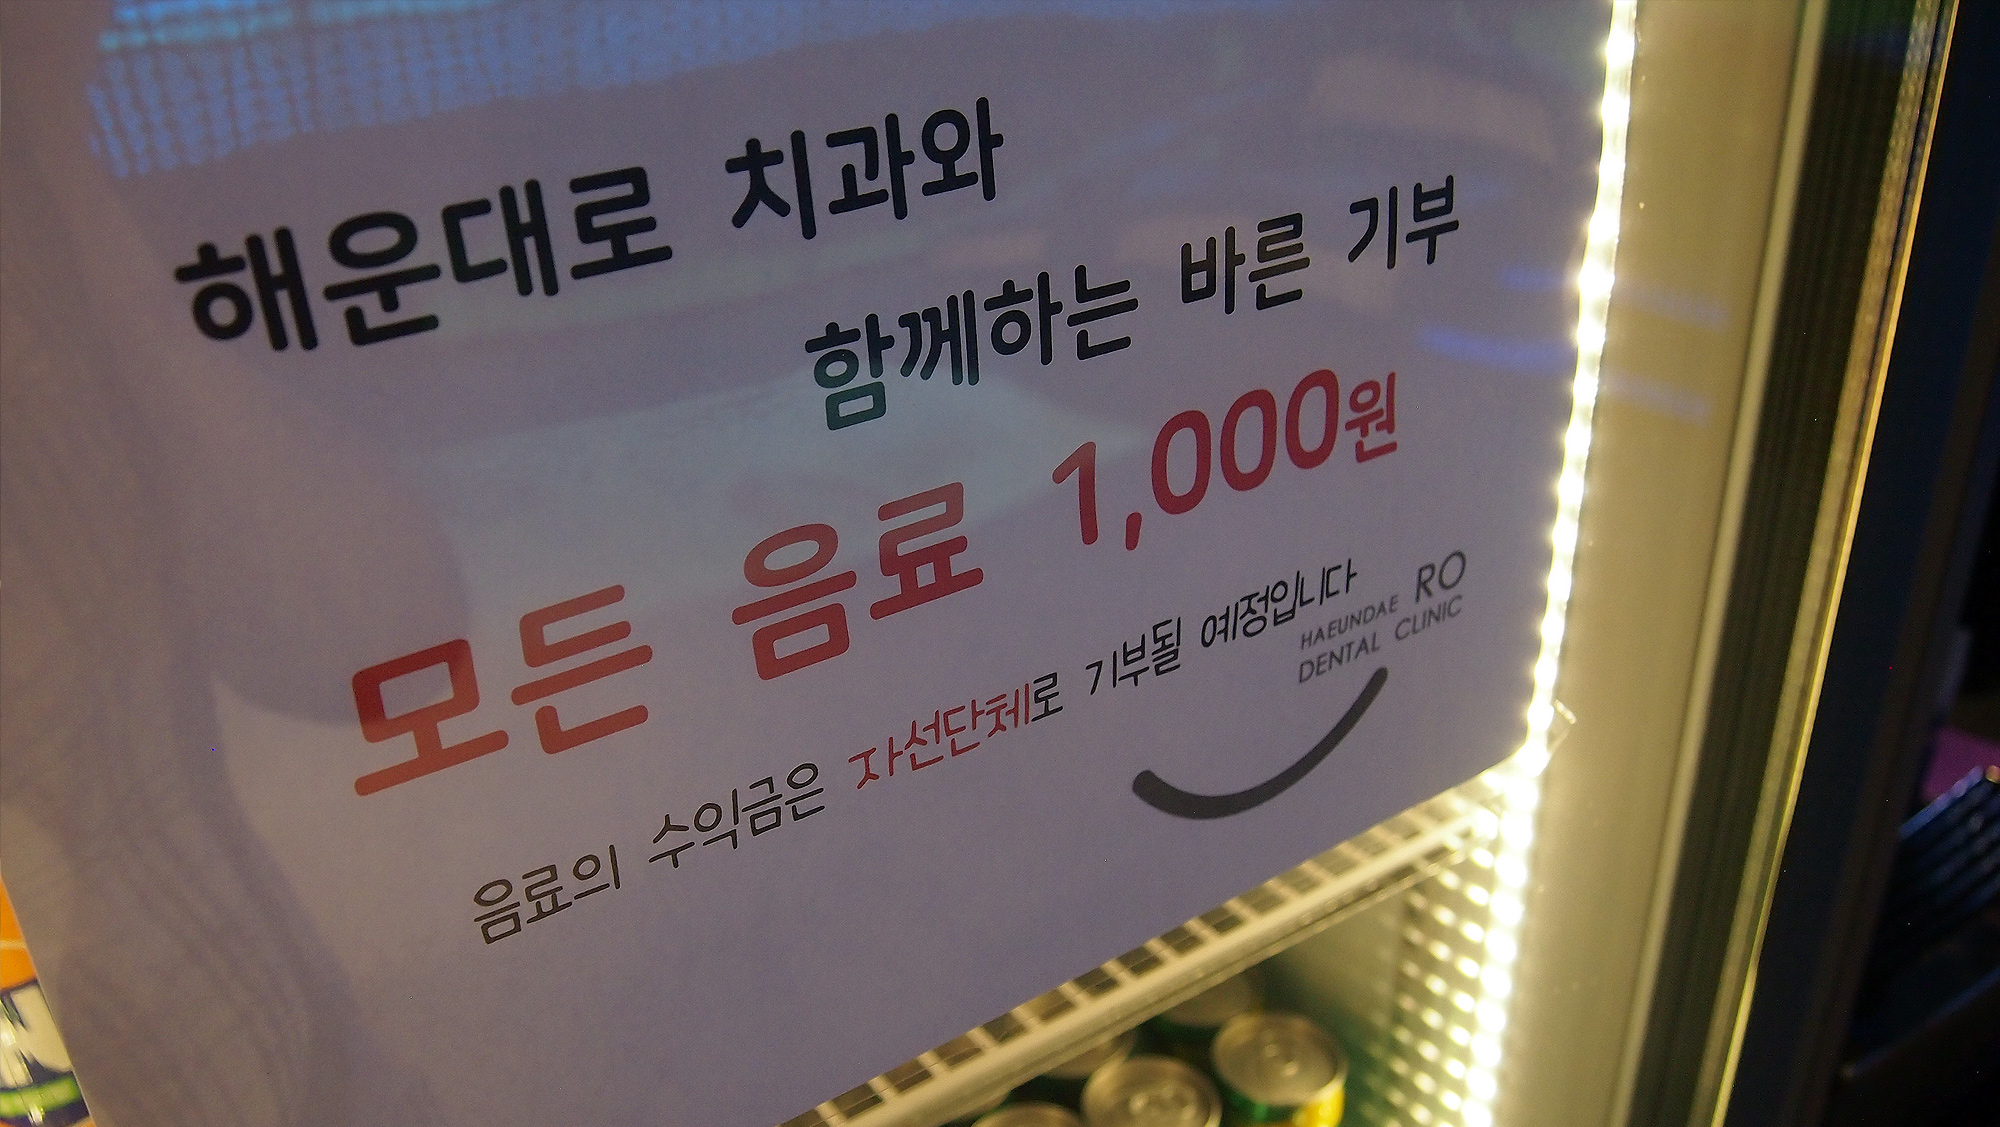 해운대로 치과와
함께하는 바른 기부
모든 음료 1,000원
음료의 수익금은 자선단체로 기부될 예정입니다
HAEUNDAE RO
DENTAL CLINIC